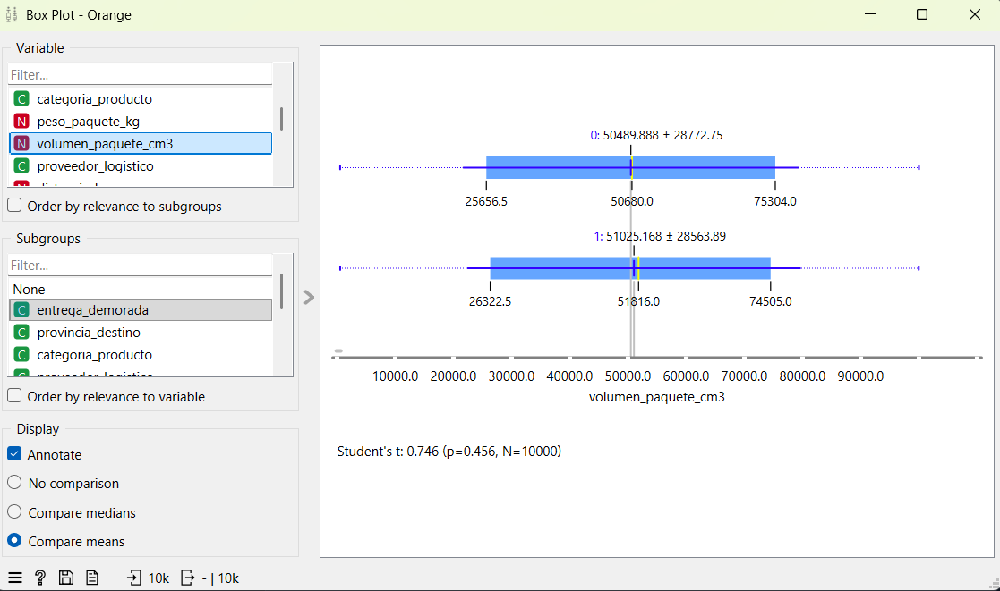 Box Plot - Orange
Variable
Filter...
C categoria_producto
N peso_paquete_kg
N volumen_paquete_cm3
C proveedor_logistico
Order by relevance to subgroups
Subgroups
Filter...
None
C entrega_demorada
C provincia_destino
C categoria_producto
Order by relevance to variable
Display
Annotate
No comparison
Compare medians
Compare means
10k - | 10k
0: 50489.888 ± 28772.75
25656.5 50680.0 75304.0
1: 51025.168 ± 28563.89
26322.5 51816.0 74505.0
10000.0 20000.0 30000.0 40000.0 50000.0 60000.0 70000.0 80000.0 90000.0
volumen_paquete_cm3
Student's t: 0.746 (p=0.456, N=10000)